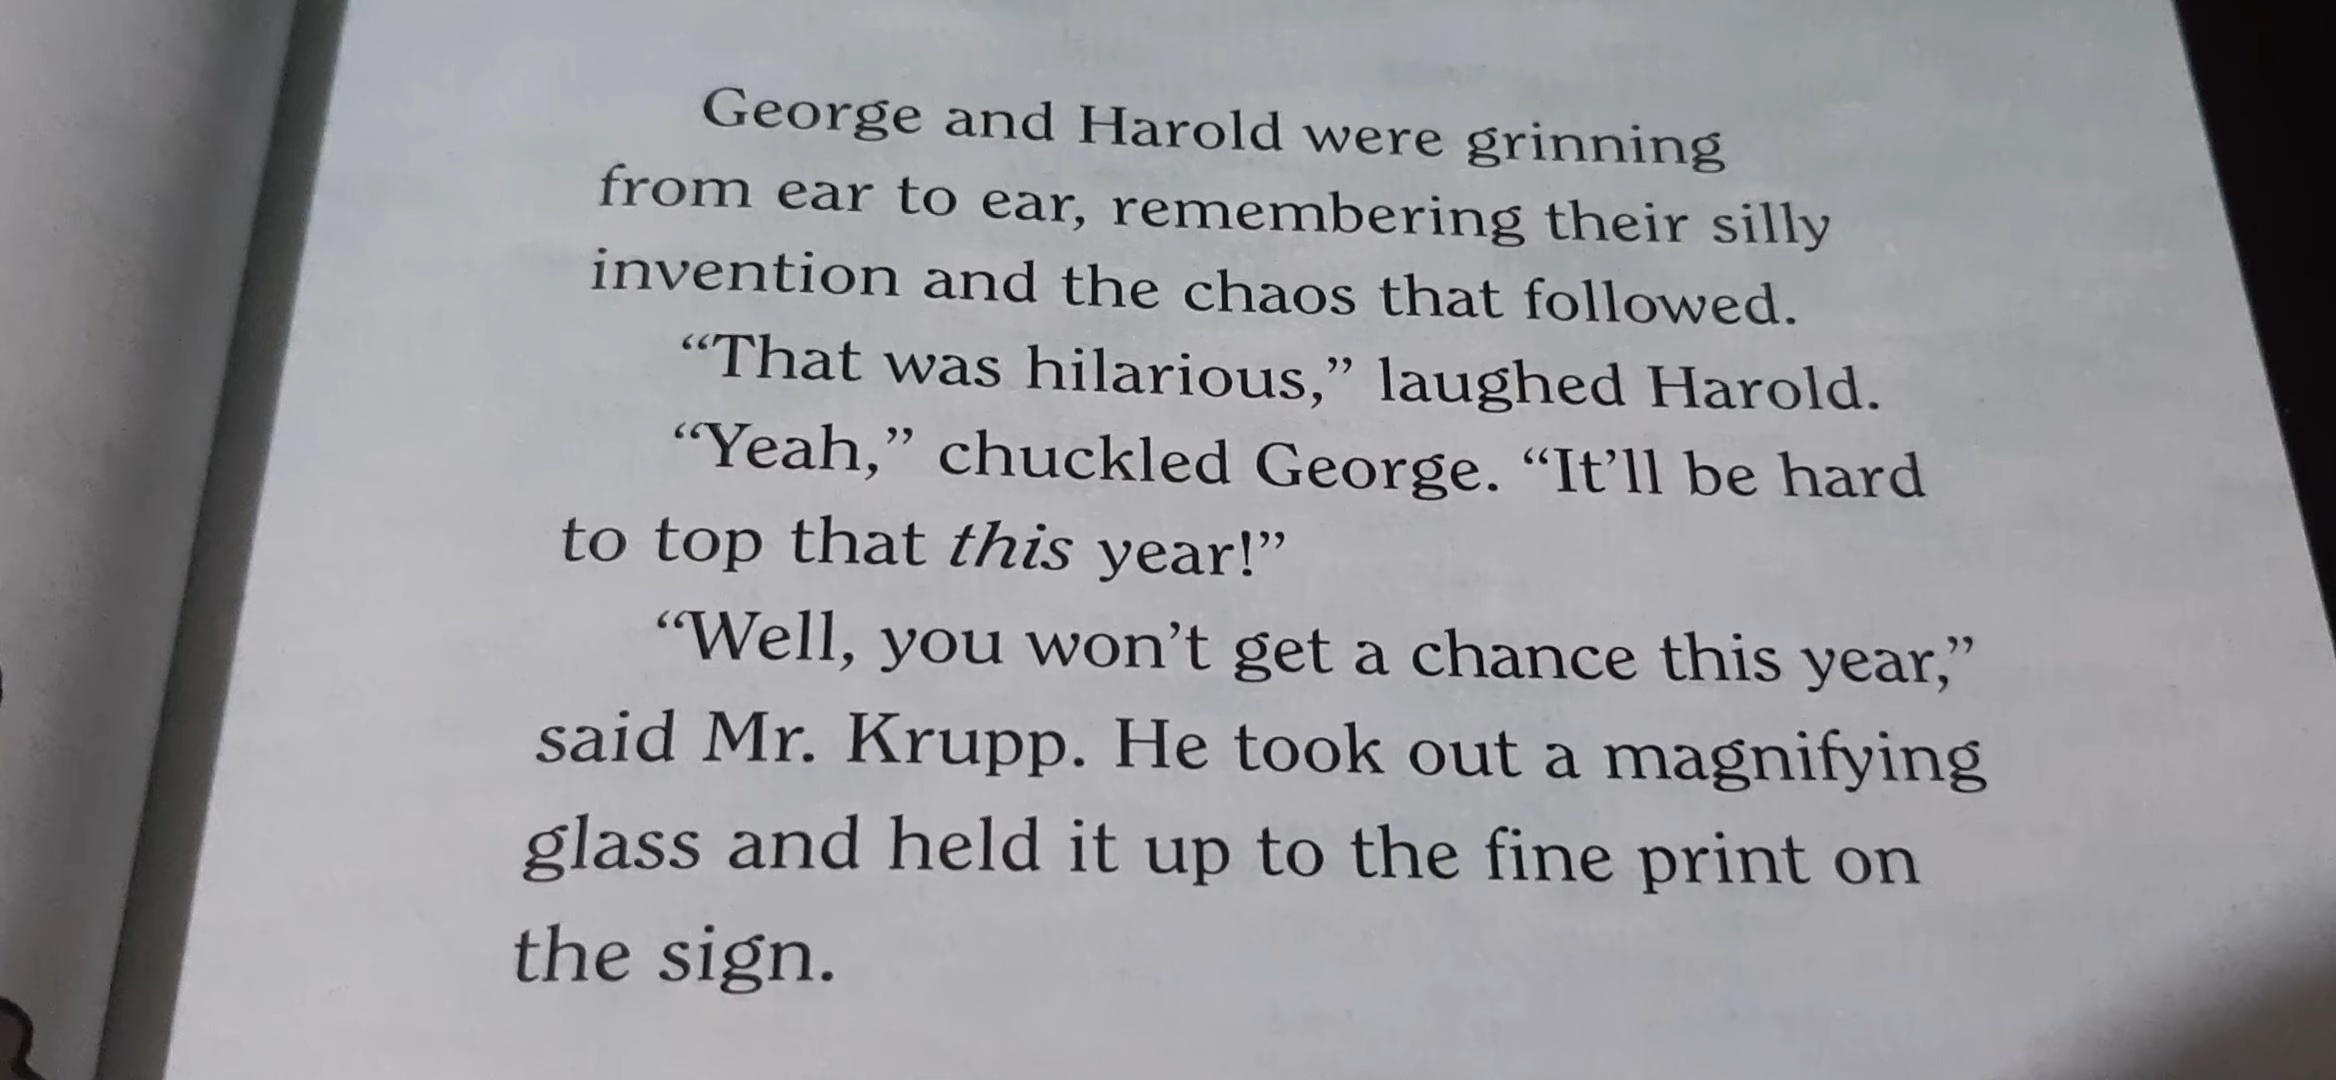 George and Harold were grinning
from ear to ear, remembering their silly
invention and the chaos that followed.
“That was hilarious,” laughed Harold.
“Yeah,” chuckled George. “It’ll be hard
to top that this year!”
“Well, you won’t get a chance this year,”
said Mr. Krupp. He took out a magnifying
glass and held it up to the fine print on
the sign.